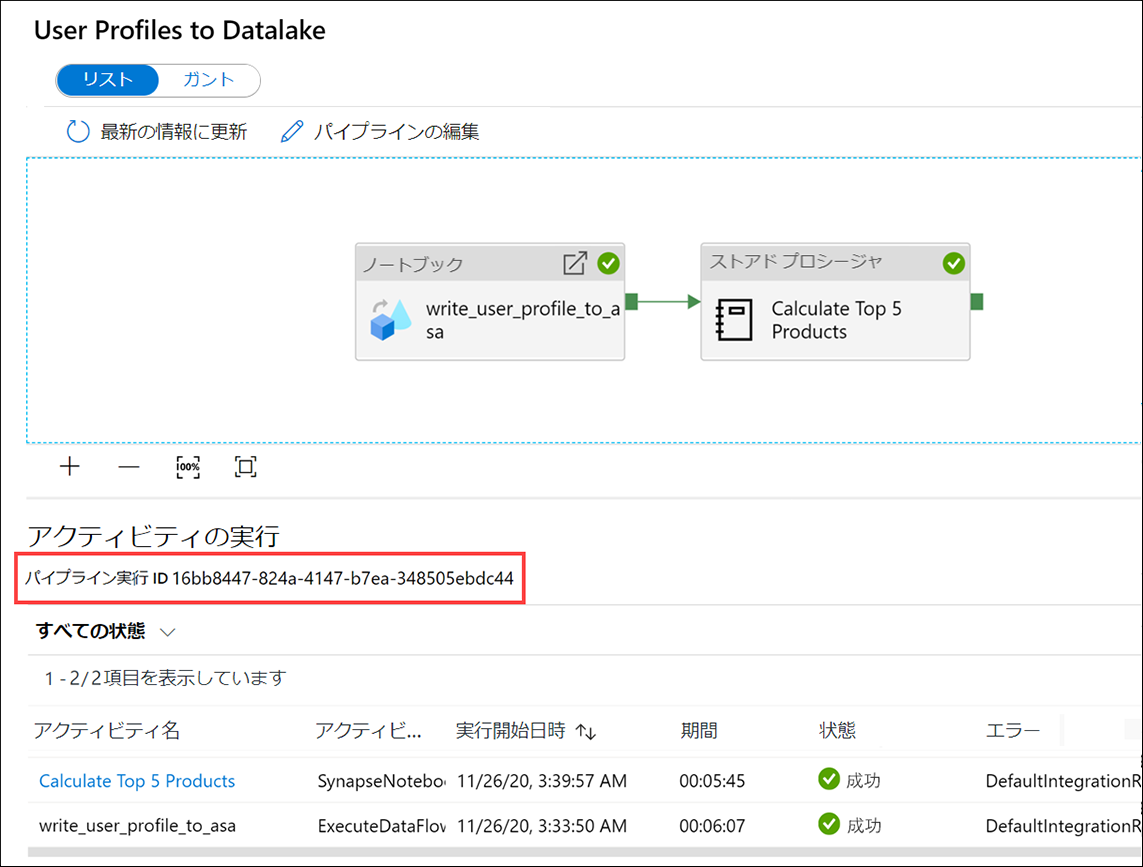 User Profiles to Datalake
リスト ガント
最新の情報に更新 パイプラインの編集
ノートブック ストアド プロシージャ
write_user_profile_to_a
sa
Calculate Top 5
Products
100%
アクティビティの実行
パイプライン実行 ID 16bb8447-824a-4147-b7ea-348505ebdc44
すべての状態
1 - 2/2項目を表示しています
アクティビティ名 アクティビ... 実行開始日時 期間 状態 エラー
Calculate Top 5 Products SynapseNotebo 11/26/20, 3:39:57 AM 00:05:45 成功 DefaultIntegrationR
write_user_profile_to_asa ExecuteDataFlow 11/26/20, 3:33:50 AM 00:06:07 成功 DefaultIntegrationR